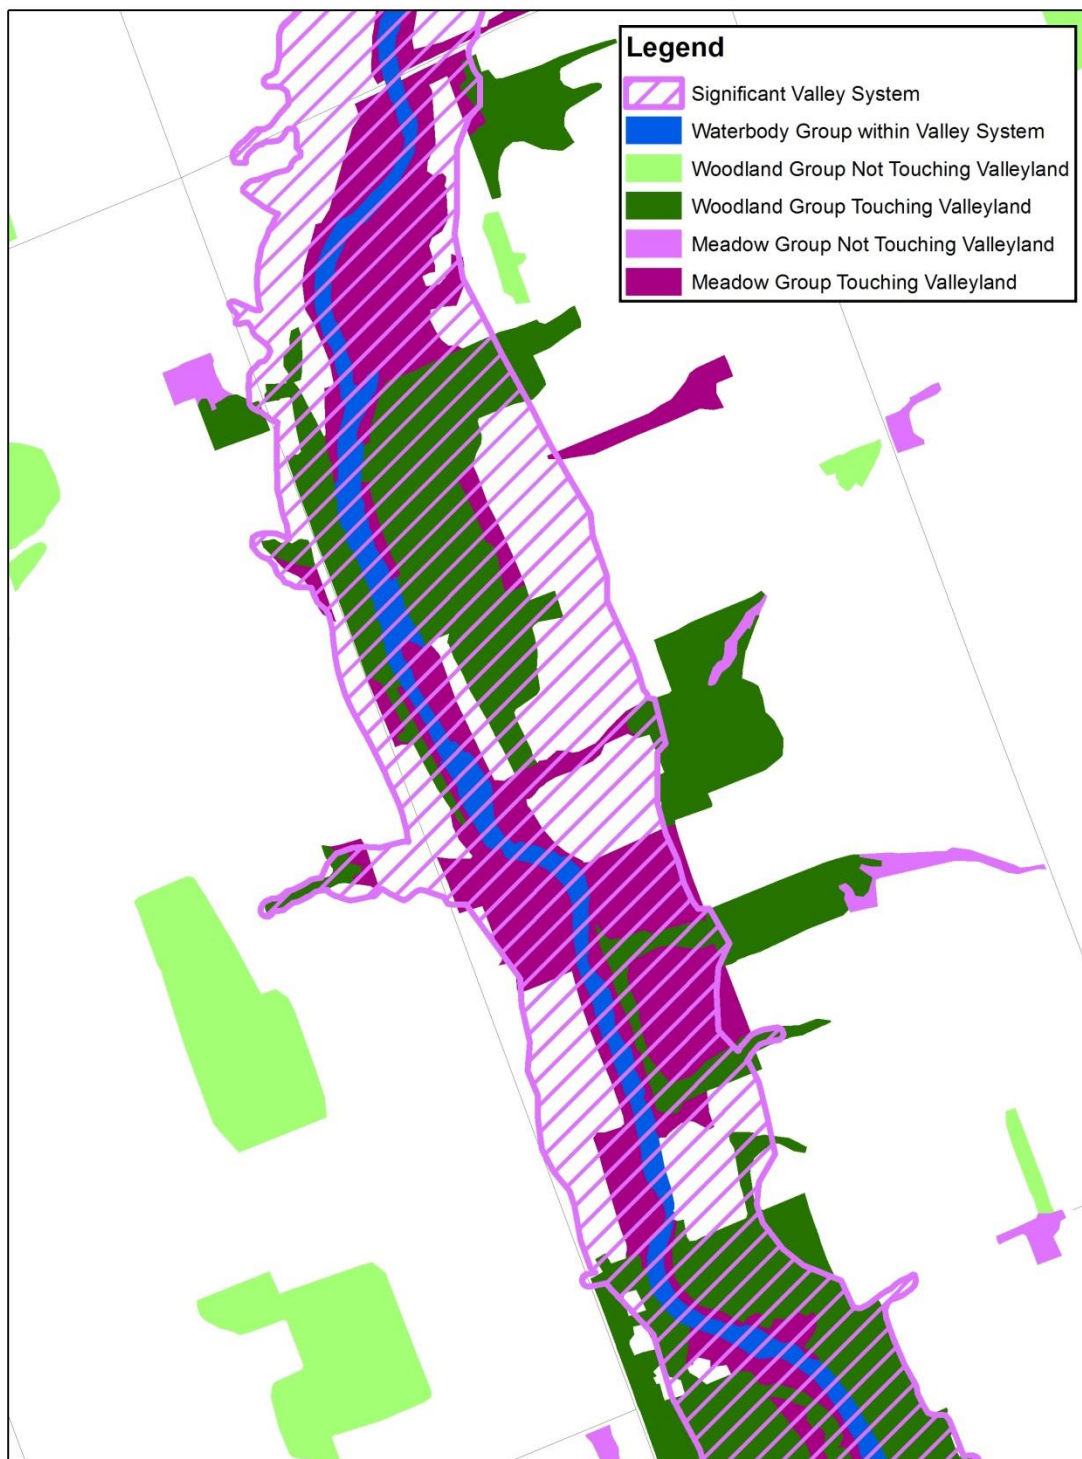 Legend
Significant Valley System
Waterbody Group within Valley System
Woodland Group Not Touching Valleyland
Woodland Group Touching Valleyland
Meadow Group Not Touching Valleyland
Meadow Group Touching Valleyland